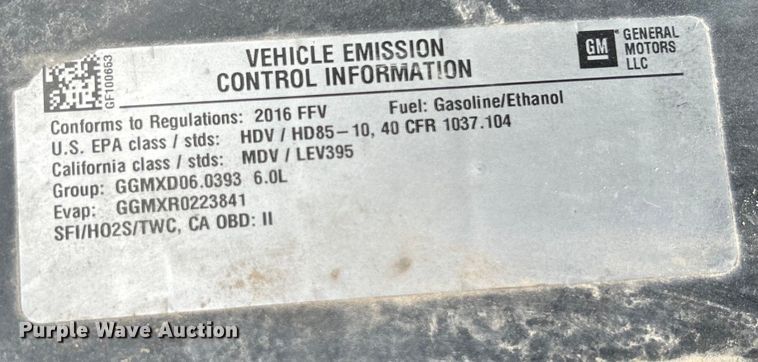 GF100653
VEHICLE EMISSION
CONTROL INFORMATION
GM
GENERAL
MOTORS
LLC
Conforms to Regulations: 2016 FFV Fuel: Gasoline/Ethanol
U.S. EPA class / stds: HDV / HD85-10, 40 CFR 1037.104
California class / stds: MDV / LEV395
Group: GGMXD06.0393 6.0L
Evap: GGMXR0223841
SFI/HO2S/TWC, CA OBD: II
Purple Wave Auction